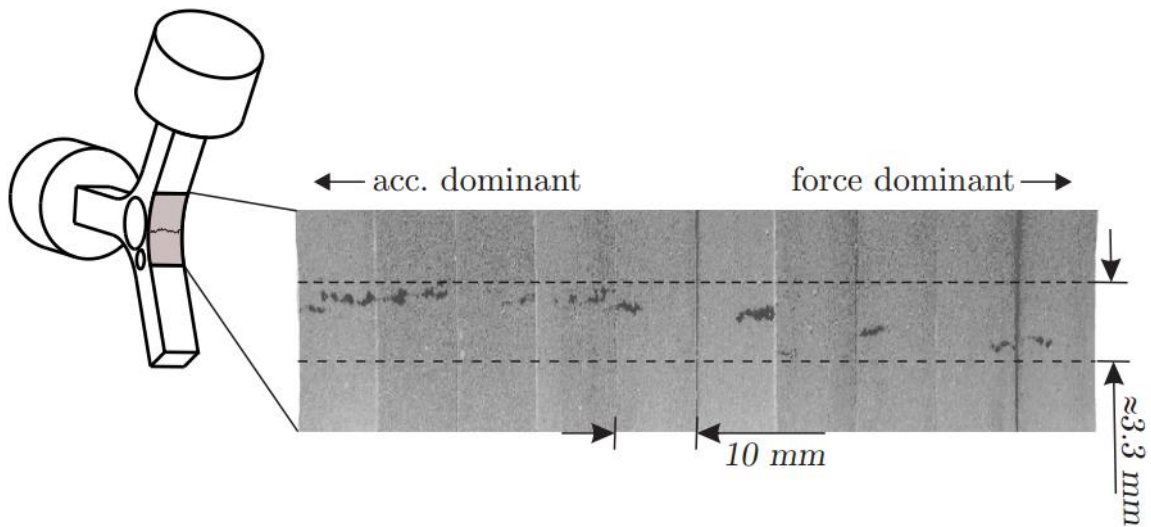 ← acc. dominant
force dominant →
10 mm
≈3.3 mm